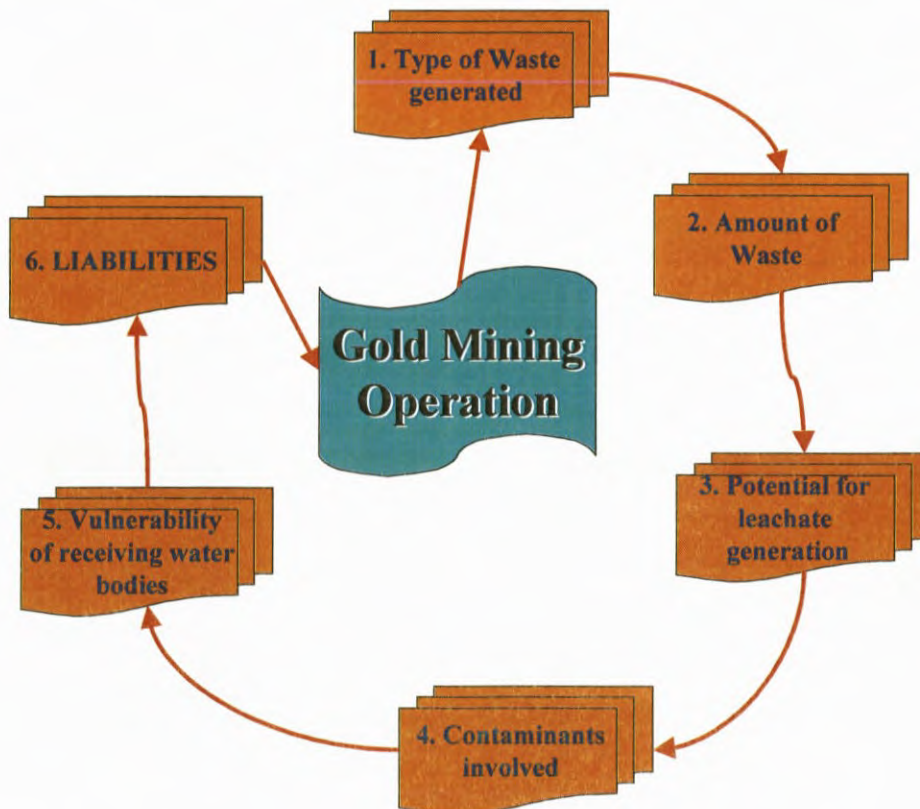 1. Type of Waste
generated
2. Amount of
Waste
3. Potential for
leachate
generation
4. Contaminants
involved
5. Vulnerability
of receiving water
bodies
6. LIABILITIES
Gold Mining
Operation